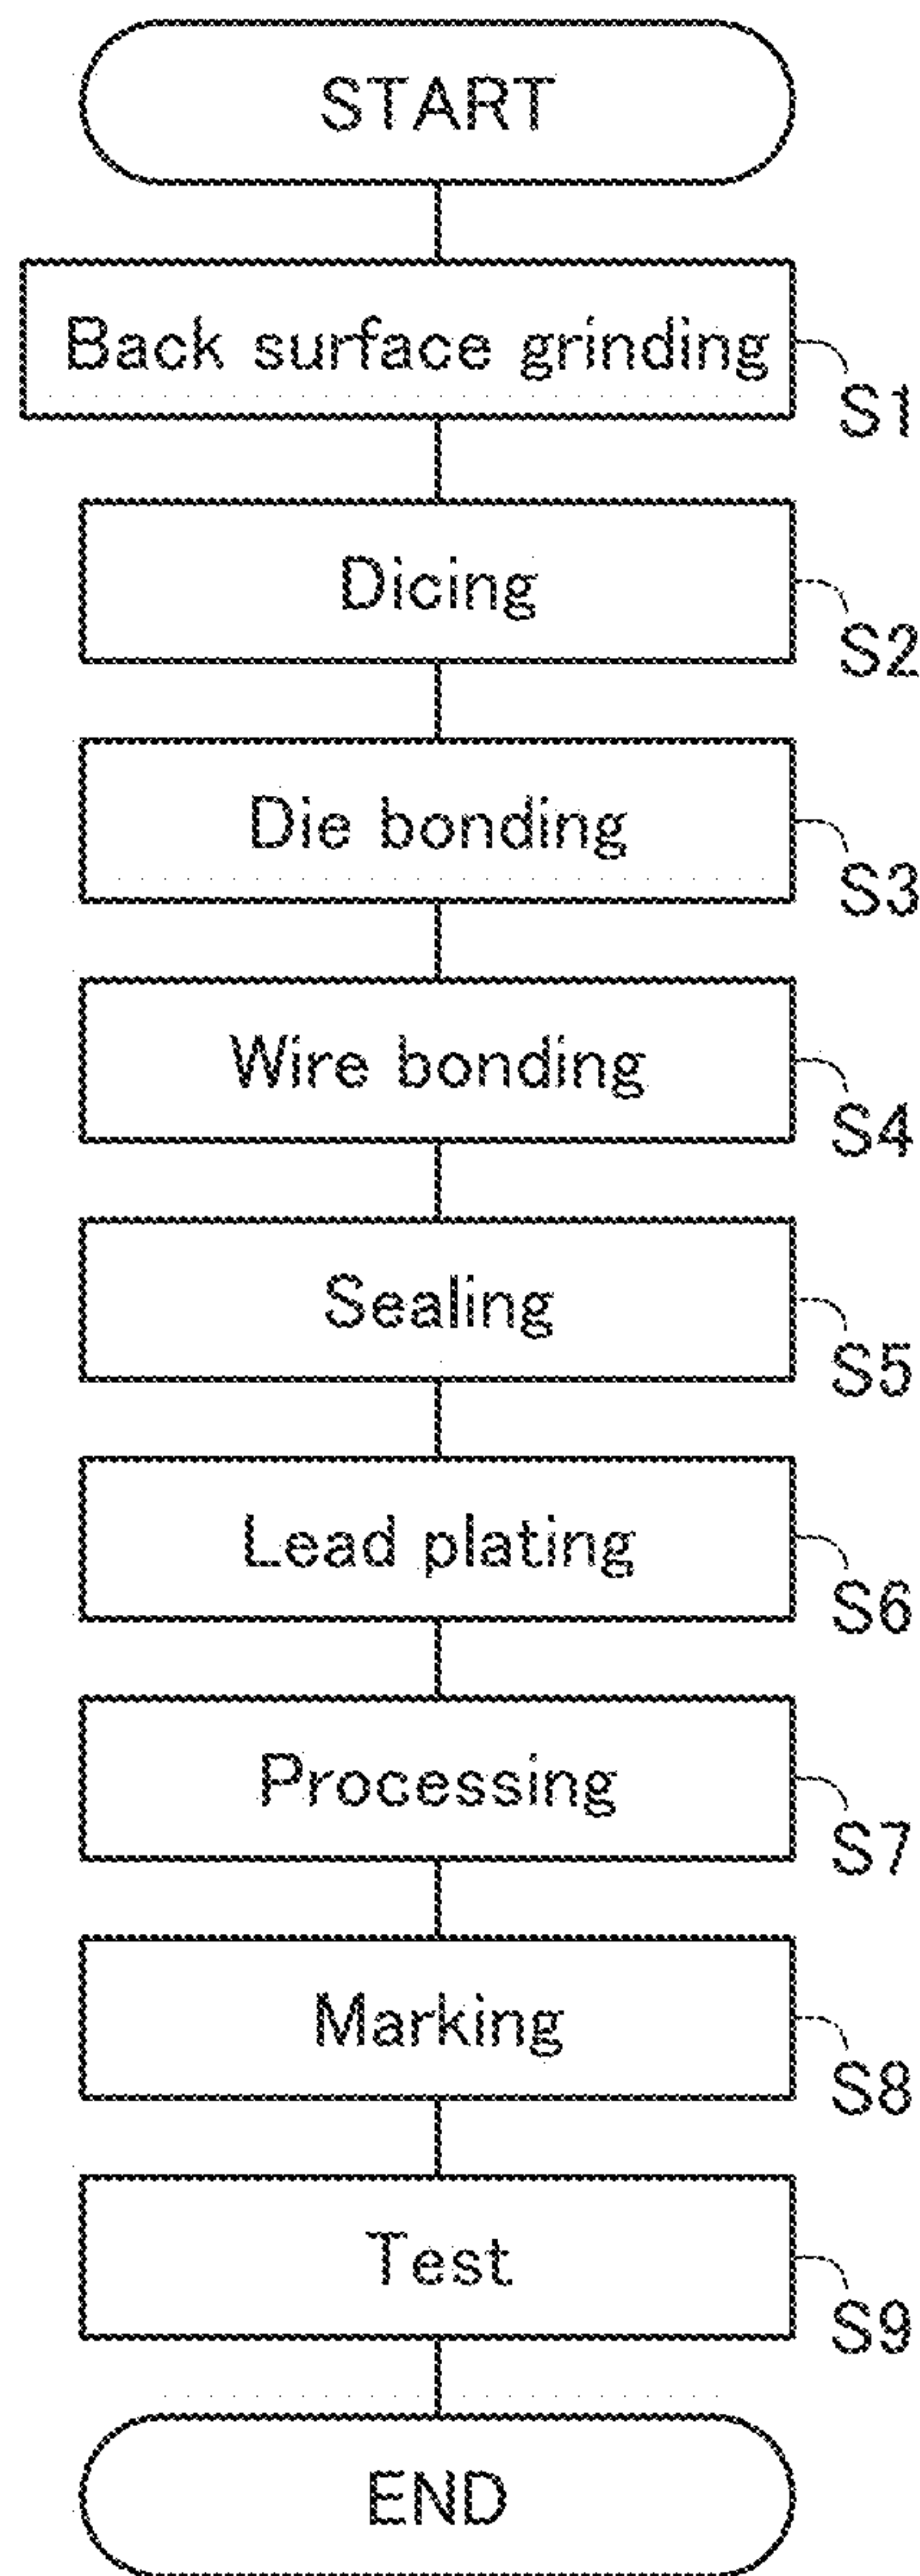 START
Back surface grinding
S1
Dicing
S2
Die bonding
S3
Wire bonding
S4
Sealing
S5
Lead plating
S6
Processing
S7
Marking
S8
Test
S9
END